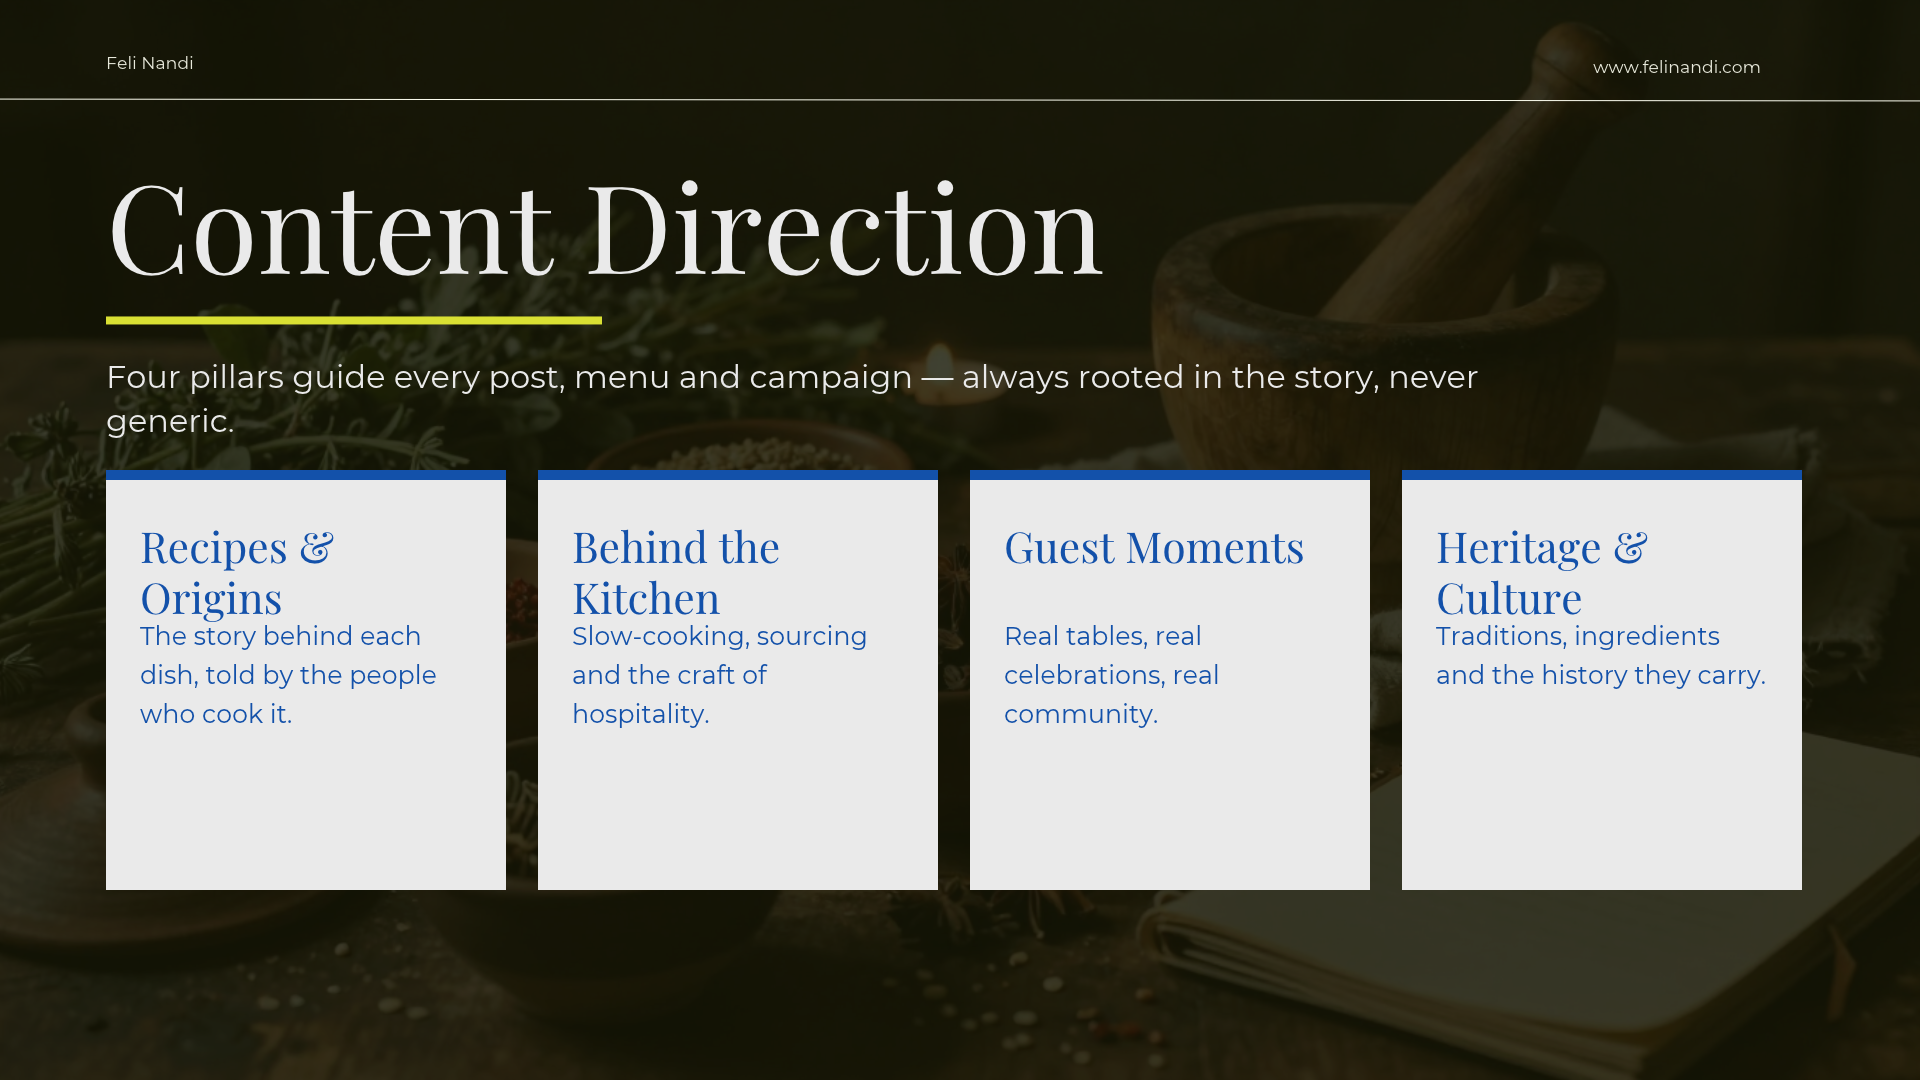 Feli Nandi
www.felinandi.com
Content Direction
Four pillars guide every post, menu and campaign — always rooted in the story, never
generic.
Recipes &
Origins
The story behind each
dish, told by the people
who cook it.
Behind the
Kitchen
Slow-cooking, sourcing
and the craft of
hospitality.
Guest Moments
Real tables, real
celebrations, real
community.
Heritage &
Culture
Traditions, ingredients
and the history they carry.